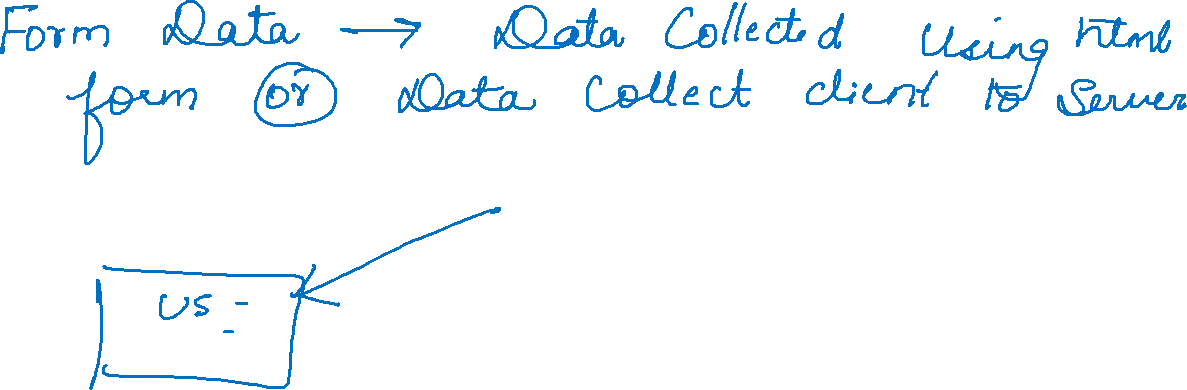 Form Data → Data Collected Using html
form or Data Collect client to Server
US -
-